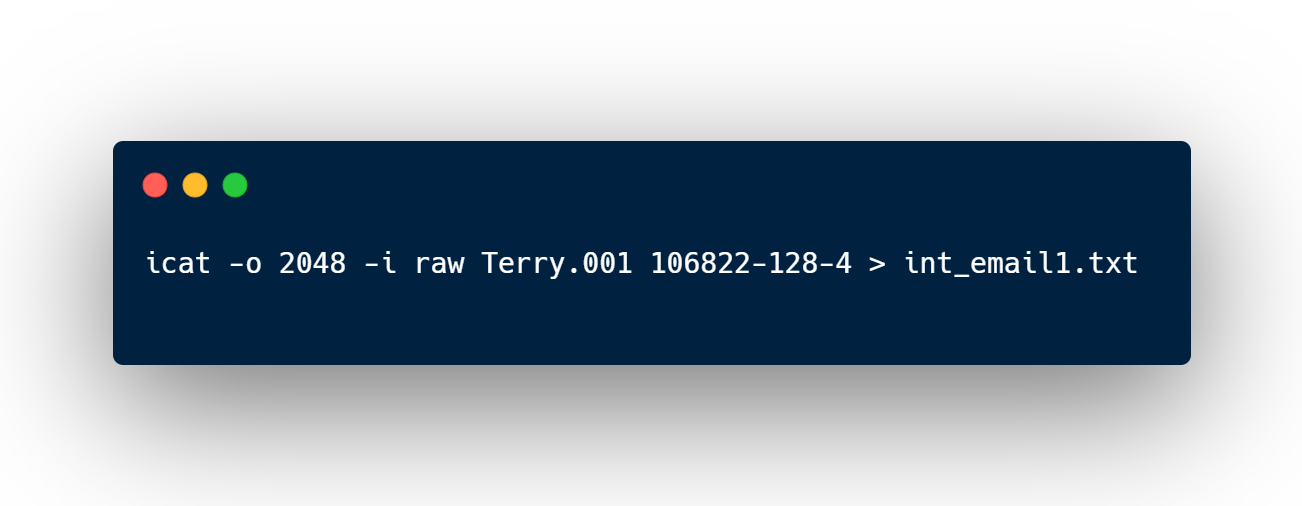 icat -o 2048 -i raw Terry.001 106822-128-4 > int_email1.txt